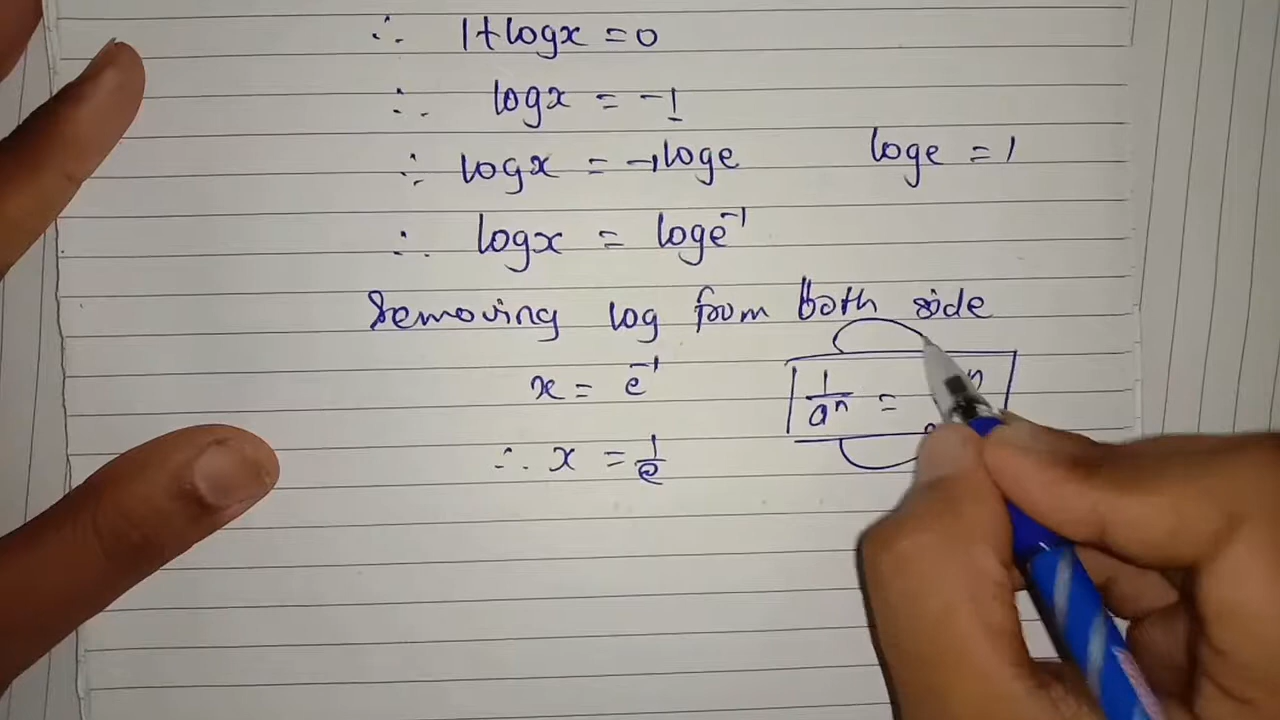 ∴ 1+logx = 0
∴ logx = -1
∴ logx = -1loge loge = 1
∴ logx = loge⁻¹
Removing log from both side
x = e⁻¹ 1/aⁿ =
∴ x = 1/e